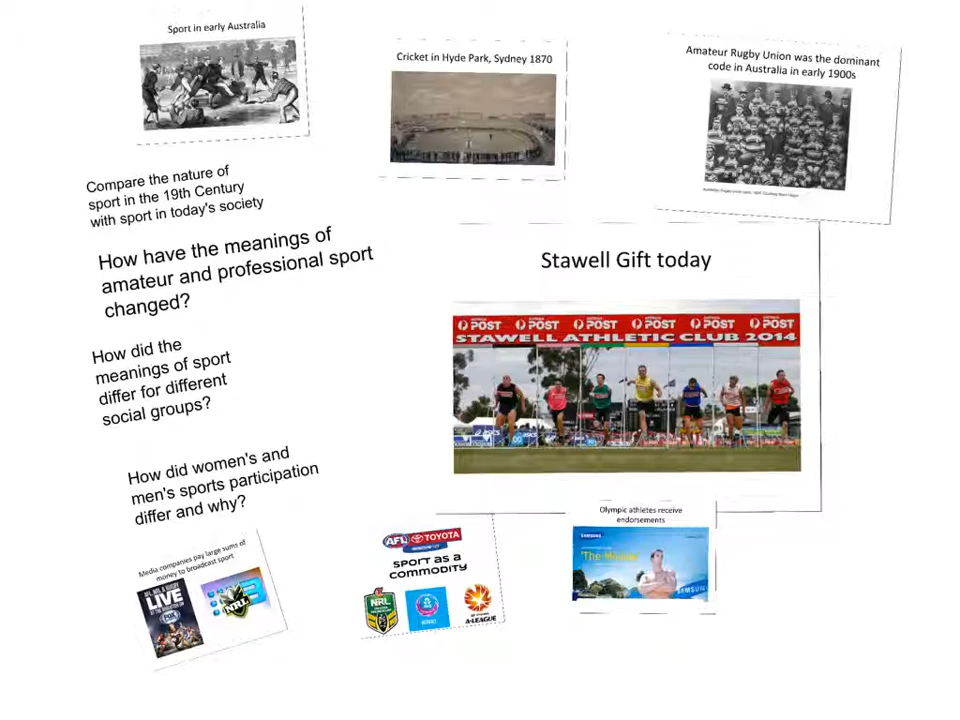 Sport in early Australia
Cricket in Hyde Park, Sydney 1870
Amateur Rugby Union was the dominant
code in Australia in early 1900s
Compare the nature of
sport in the 19th Century
with sport in today's society
How have the meanings of
amateur and professional sport
changed?
How did the
meanings of sport
differ for different
social groups?
How did women's and
men's sports participation
differ and why?
Stawell Gift today
POST POST POST POST POST POST
STAWELL ATHLETIC CLUB 2014
Media companies pay large sums of
money to broadcast sport
LIVE
FOX
NRL
AFL TOYOTA
SPORT AS A
COMMODITY
NRL
A-LEAGUE
Olympic athletes receive
endorsements
SAMSUNG
'The Missile'
SAMSUNG